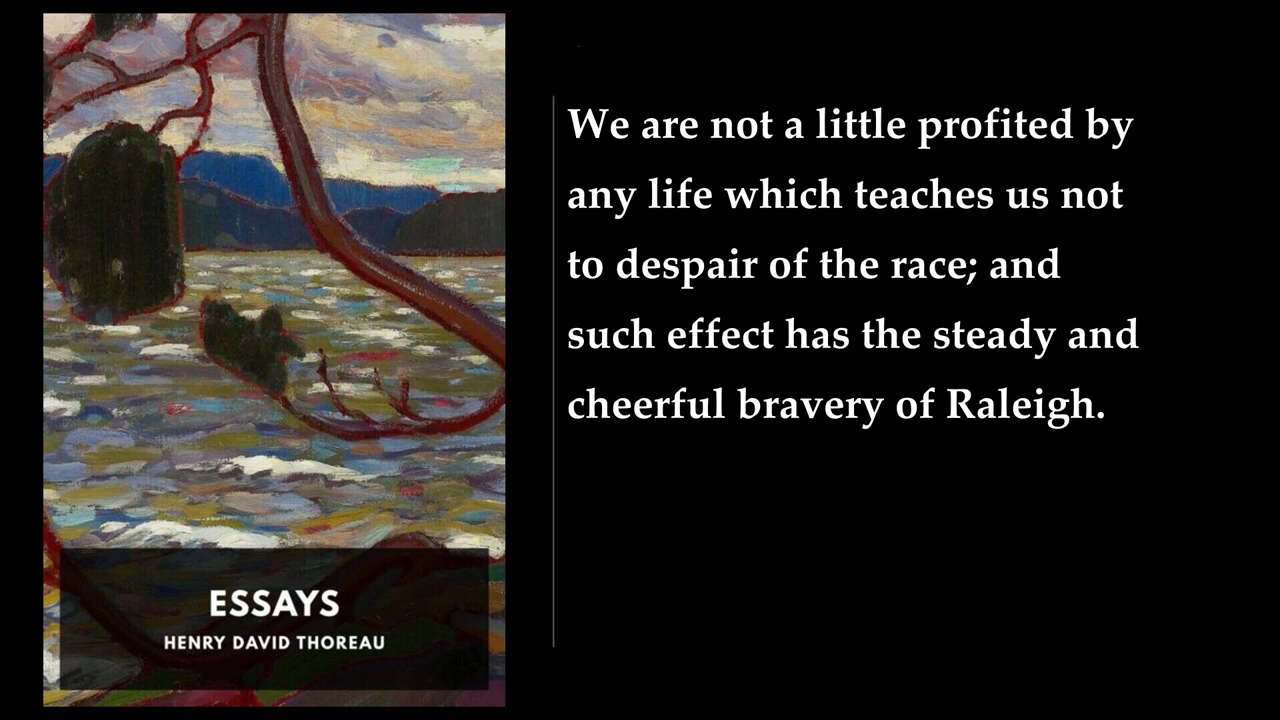 ESSAYS
HENRY DAVID THOREAU
We are not a little profited by
any life which teaches us not
to despair of the race; and
such effect has the steady and
cheerful bravery of Raleigh.